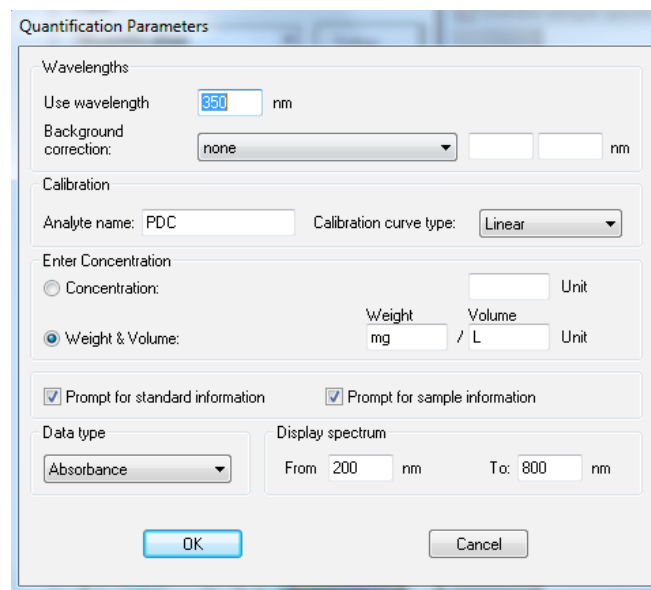 Quantification Parameters
Wavelengths
Use wavelength 350 nm
Background
correction: none nm
Calibration
Analyte name: PDC Calibration curve type: Linear
Enter Concentration
Concentration: Unit
Weight Volume
Weight & Volume: mg / L Unit
Prompt for standard information Prompt for sample information
Data type Display spectrum
Absorbance From 200 nm To: 800 nm
OK Cancel